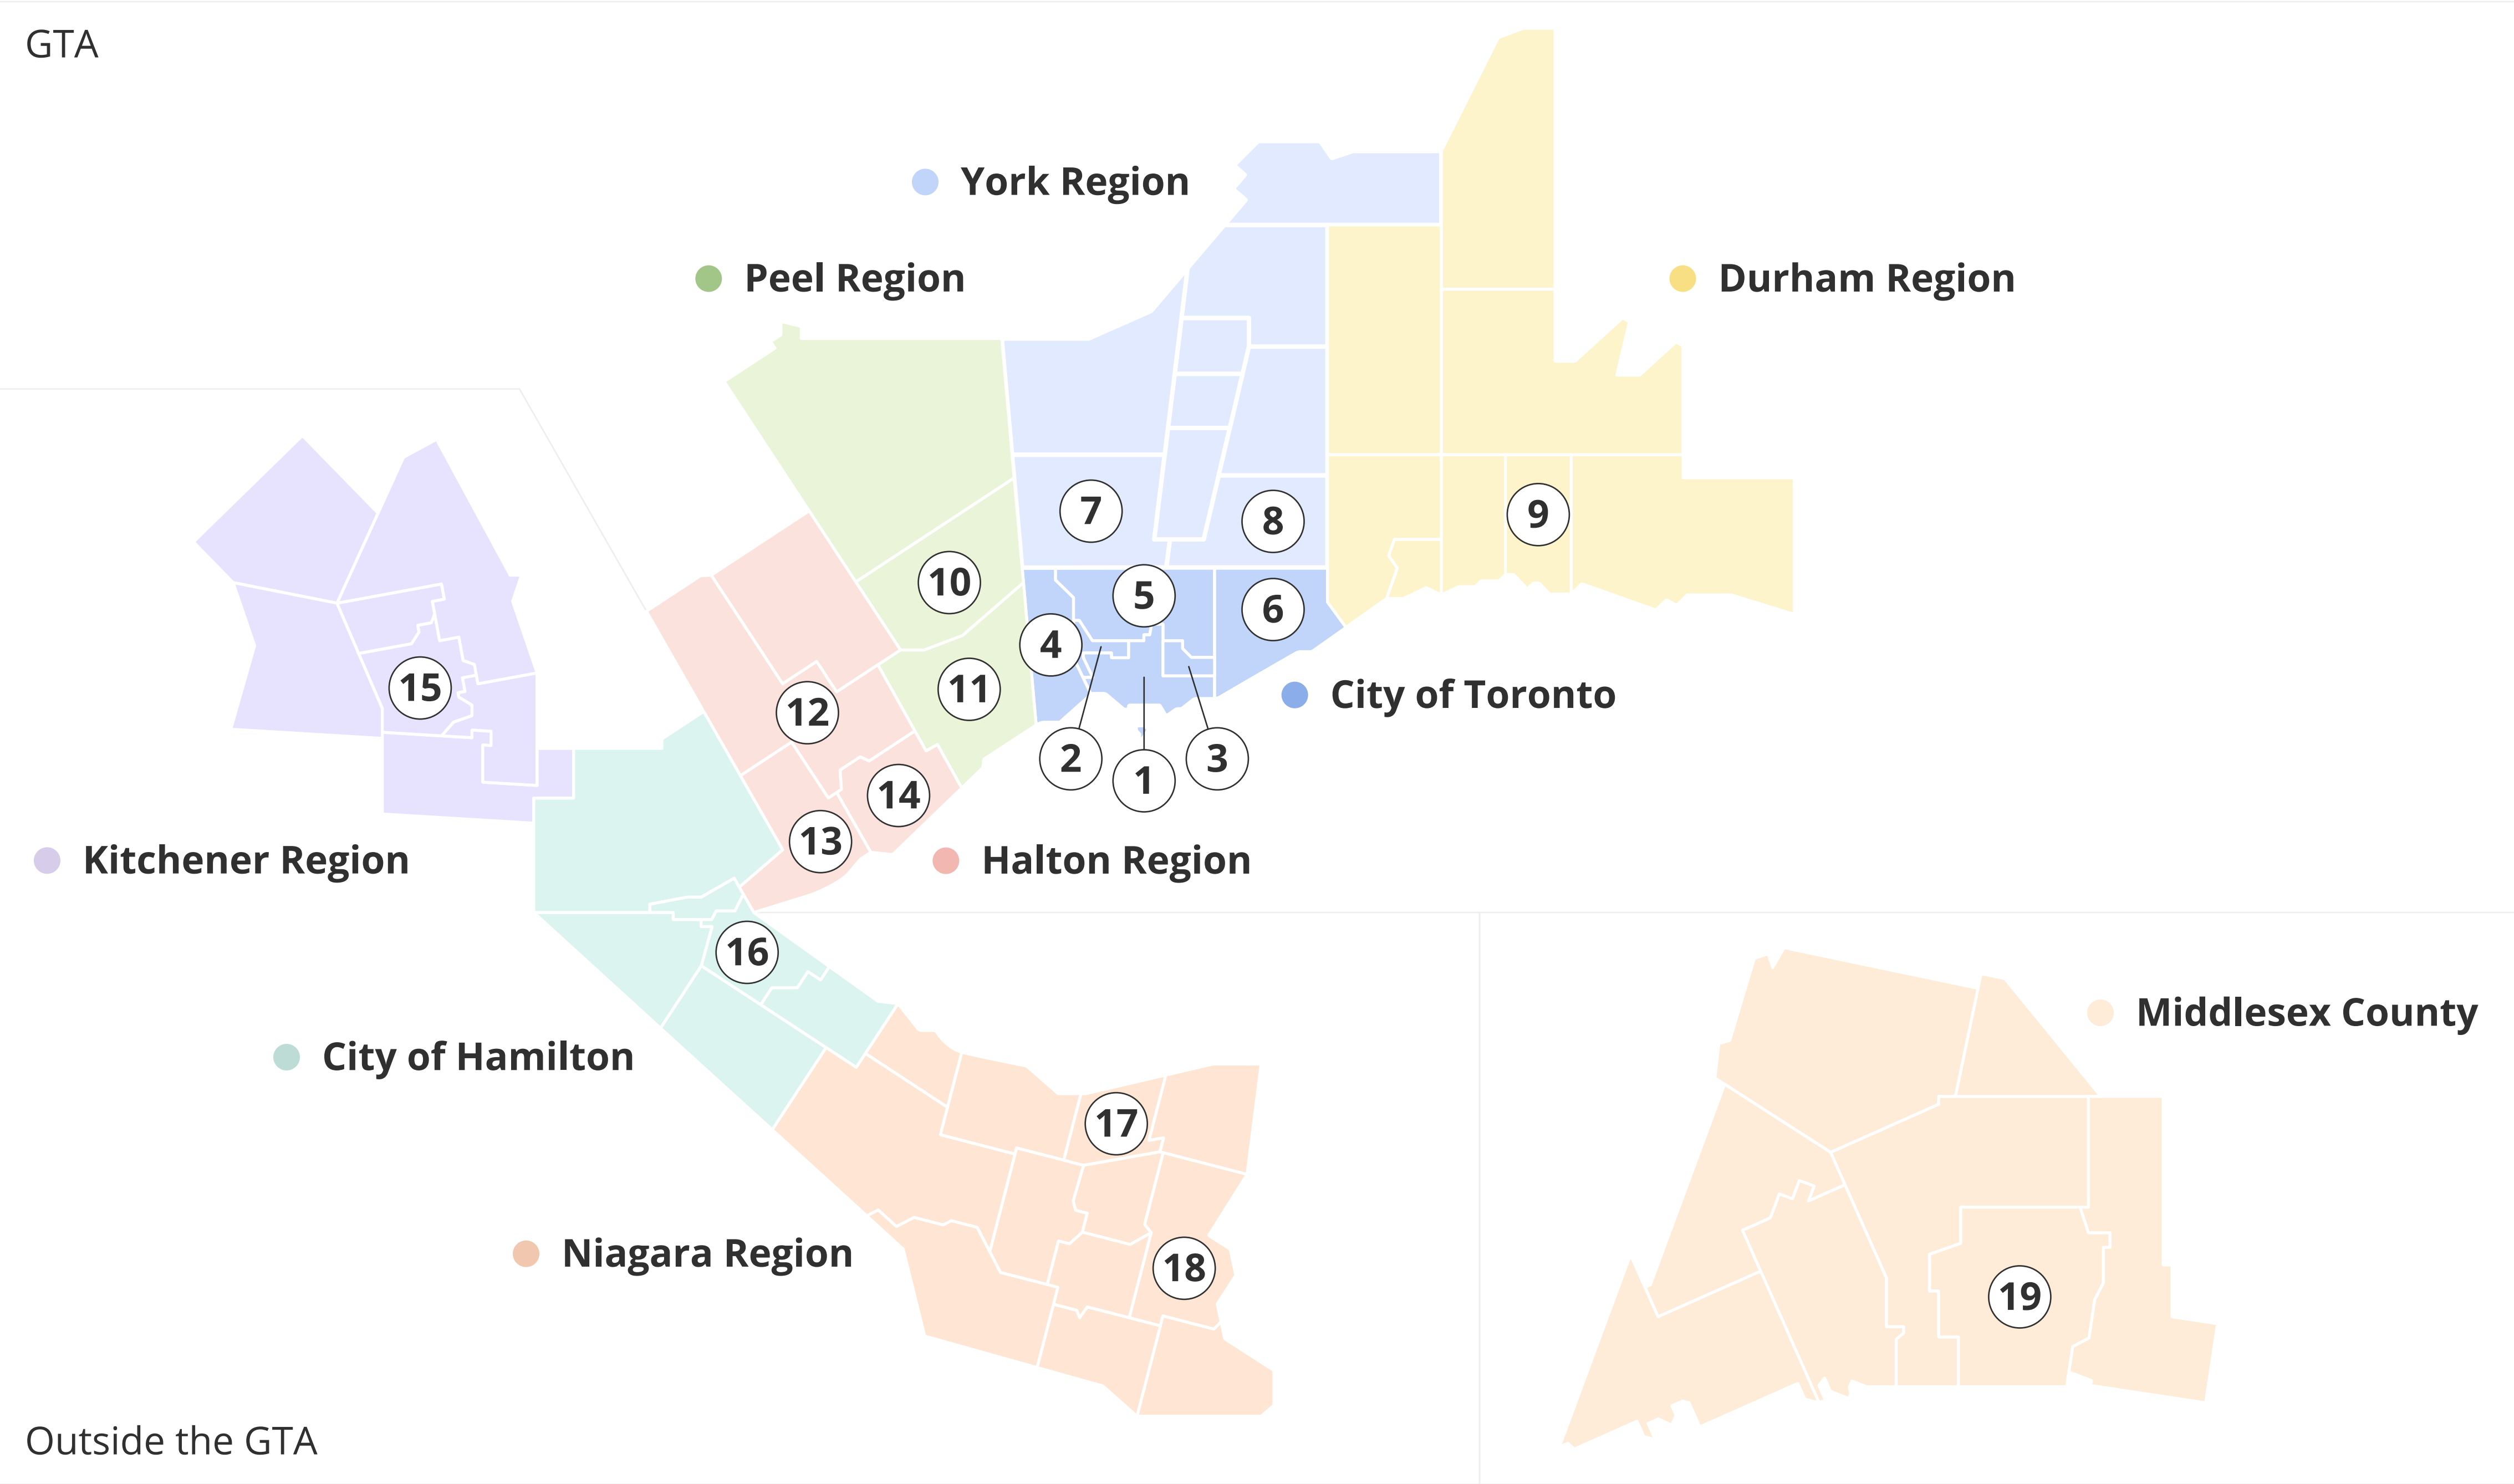 GTA
York Region
Peel Region
Durham Region
7
8
9
10
5
6
4
15
11
City of Toronto
12
2
1
3
14
13
Kitchener Region
Halton Region
16
Middlesex County
City of Hamilton
17
Niagara Region
18
19
Outside the GTA